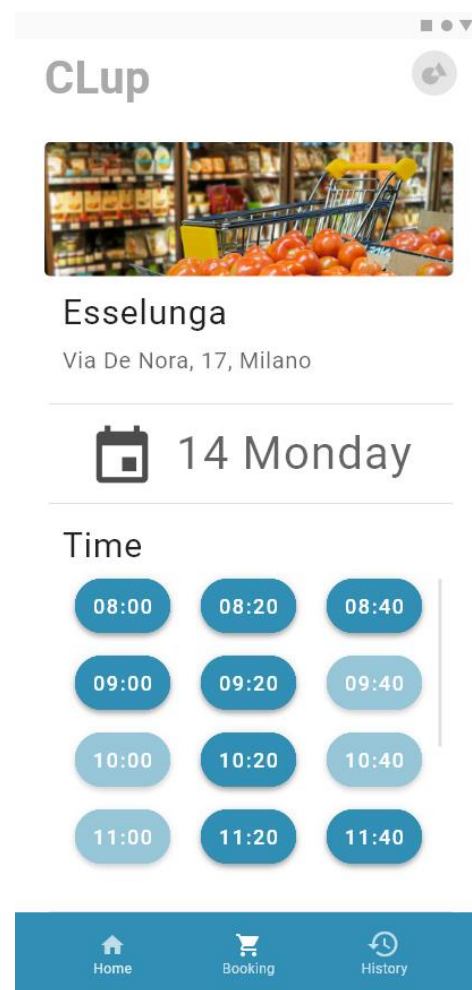 CLup
Esselunga
Via De Nora, 17, Milano
14 Monday
Time
08:00 08:20 08:40
09:00 09:20 09:40
10:00 10:20 10:40
11:00 11:20 11:40
Home Booking History